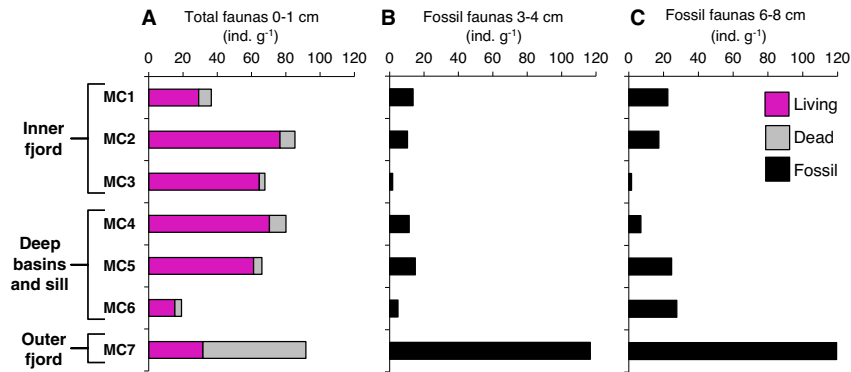 A Total faunas 0-1 cm
(ind. g⁻¹)
0 20 40 60 80 100 120
B Fossil faunas 3-4 cm
(ind. g⁻¹)
0 20 40 60 80 100 120
C Fossil faunas 6-8 cm
(ind. g⁻¹)
0 20 40 60 80 100 120
Inner
fjord
MC1
MC2
MC3
Deep
basins
and sill
MC4
MC5
MC6
Outer
fjord
MC7
Living
Dead
Fossil